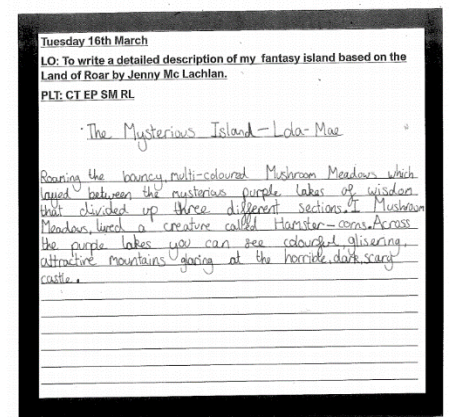 Tuesday 16th March
LO: To write a detailed description of my fantasy island based on the
Land of Roar by Jenny Mc Lachlan.
PLT: CT EP SM RL
The Mysterious Island - Lola-Mae
Roaming the bouncy, multi-coloured Mushroom Meadows which
layed between the mysterius purple lakes of wisdom
that divided up three different sections. I Mushroom
Meadows, lived a creature called Hamster-corns. Across
the purple lakes you can see colourful, glisering,
attractive mountains glaring at the horrible, dark, scary
castle.